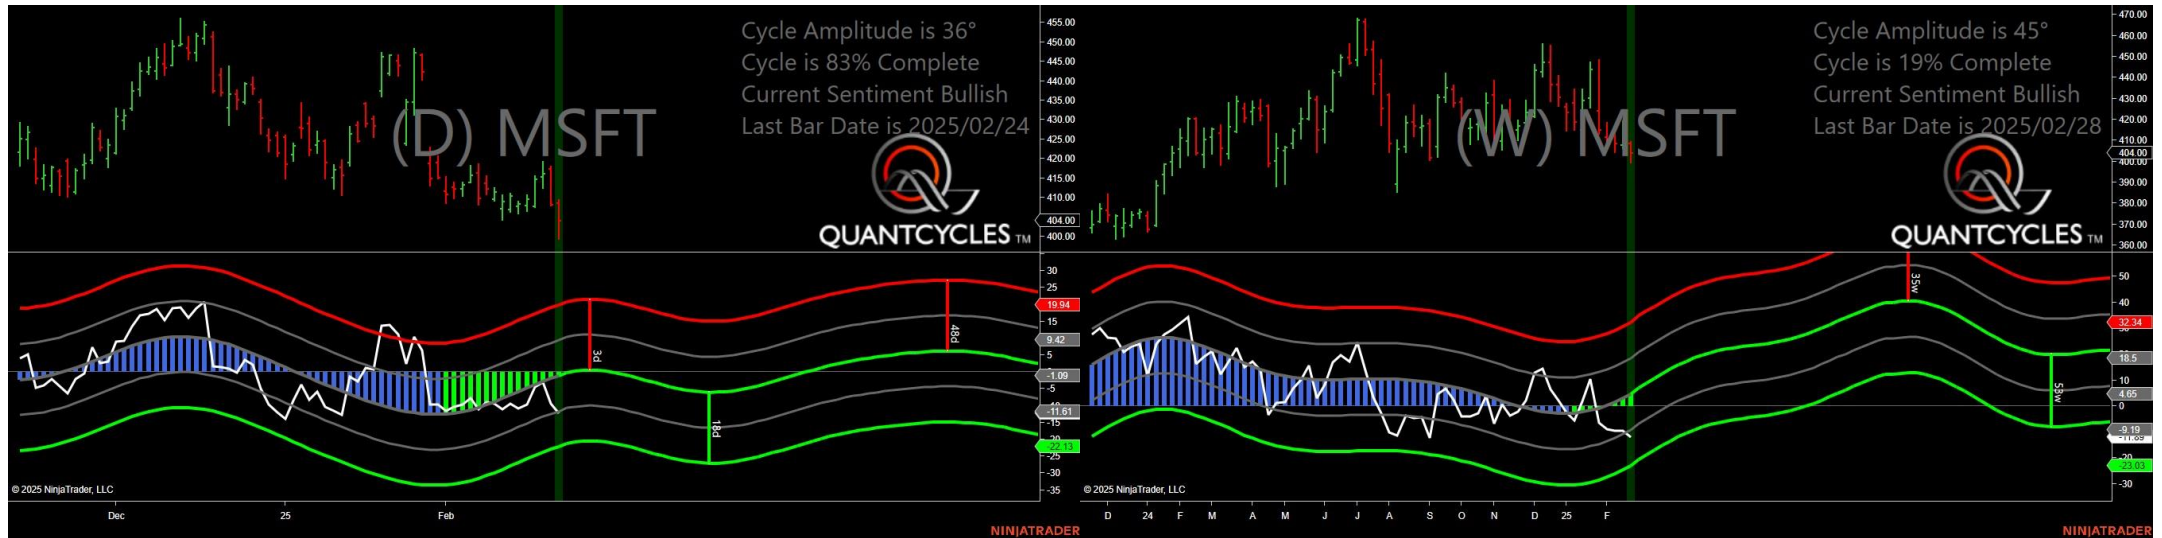 Cycle Amplitude is 36°
Cycle is 83% Complete
Current Sentiment Bullish
Last Bar Date is 2025/02/24
(D) MSFT
QUANTCYCLES TM
455.00
450.00
445.00
440.00
435.00
430.00
425.00
420.00
415.00
410.00
404.00
400.00
30
25
19.94
15
9.42
5
-1.09
-5
-11.61
-15
-22.13
-25
-30
-35
3d
18d
48d
© 2025 NinjaTrader, LLC
Dec
25
Feb
NINJATRADER
Cycle Amplitude is 45°
Cycle is 19% Complete
Current Sentiment Bullish
Last Bar Date is 2025/02/28
(W) MSFT
QUANTCYCLES TM
470.00
460.00
450.00
440.00
430.00
420.00
410.00
404.00
400.00
390.00
380.00
370.00
360.00
50
40
32.34
18.5
10
4.65
0
-9.19
-11.89
-23.03
-30
35w
53w
© 2025 NinjaTrader, LLC
D
24
F
M
A
M
J
J
A
S
O
N
D
25
F
NINJATRADER